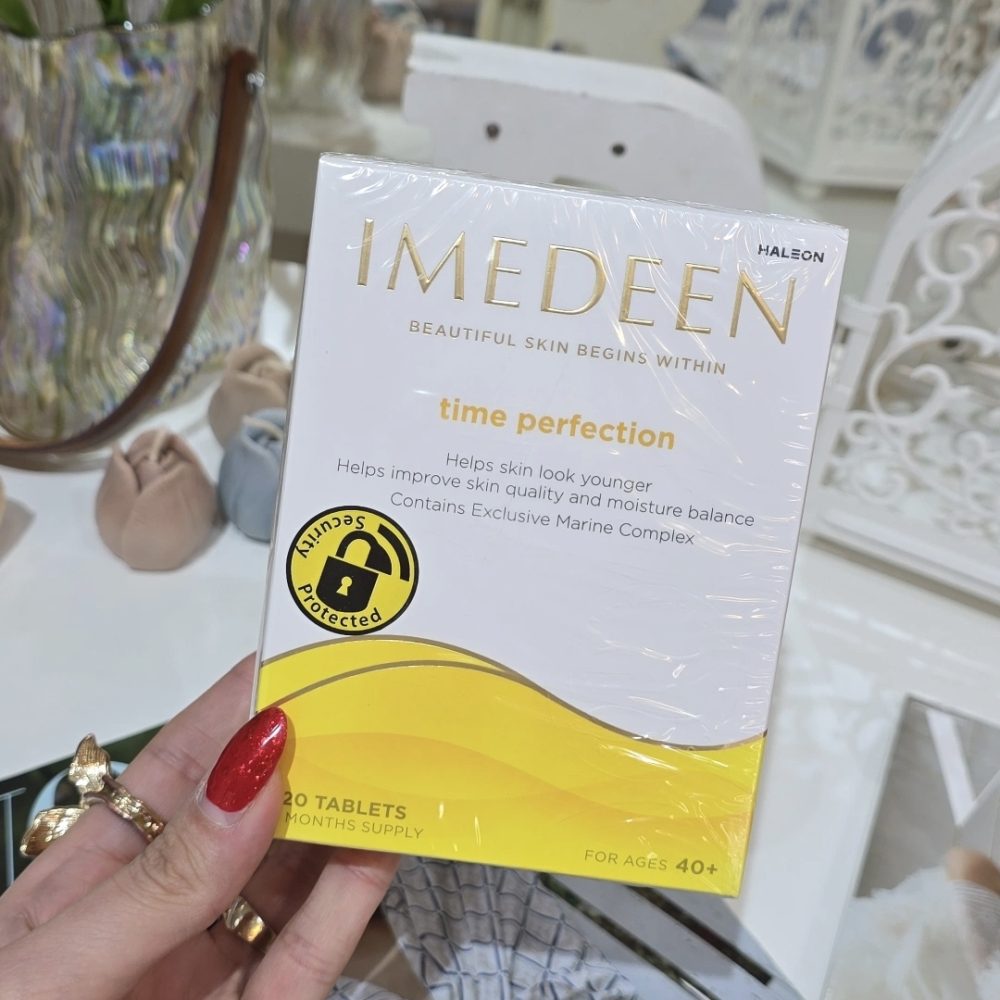 HALEON
IMEDEEN
BEAUTIFUL SKIN BEGINS WITHIN
time perfection
Helps skin look younger
Helps improve skin quality and moisture balance
Contains Exclusive Marine Complex
Security
Protected
20 TABLETS
MONTHS SUPPLY
FOR AGES 40+